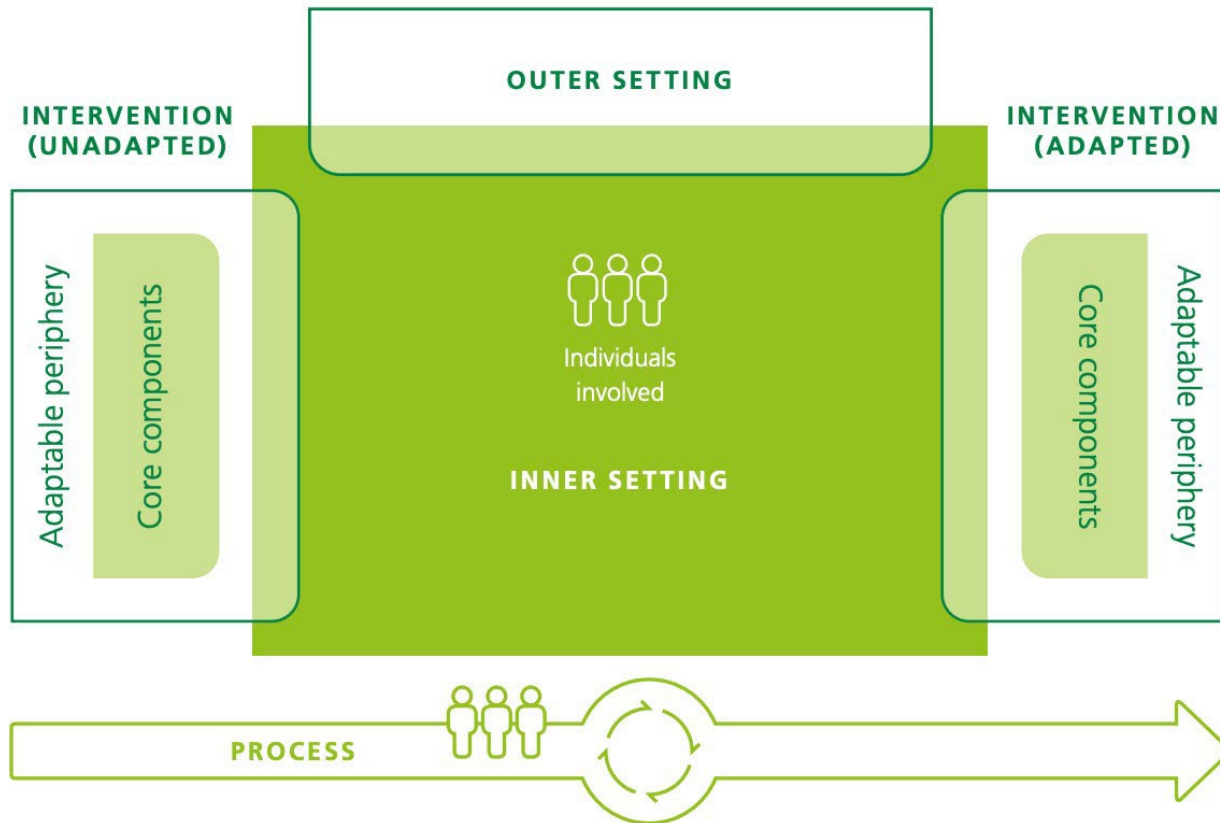 OUTER SETTING
INTERVENTION
(UNADAPTED)
INTERVENTION
(ADAPTED)
Adaptable periphery
Core components
Individuals
involved
INNER SETTING
Core components
Adaptable periphery
PROCESS